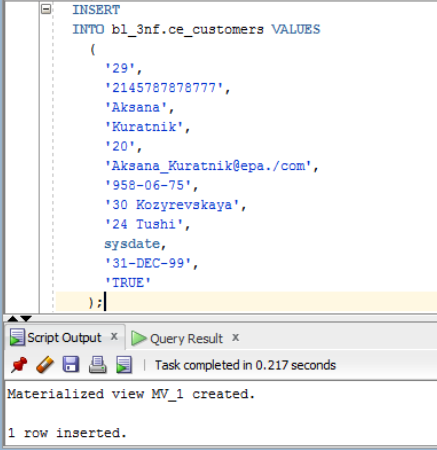 INSERT
INTO bl_3nf.ce_customers VALUES
(
'29',
'2145787878777',
'Aksana',
'Kuratnik',
'20',
'Aksana_Kuratnik@epa./com',
'958-06-75',
'30 Kozyrevskaya',
'24 Tushi',
sysdate,
'31-DEC-99',
'TRUE'
);
Script Output x Query Result x
Task completed in 0.217 seconds
Materialized view MV_1 created.
1 row inserted.